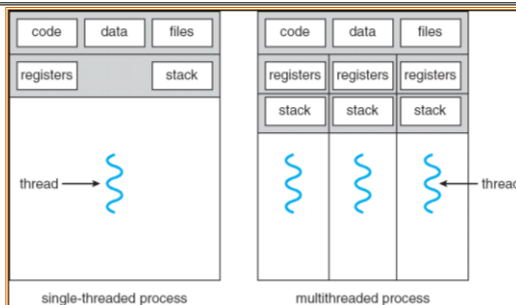 code data files
registers stack
thread
single-threaded process
code data files
registers registers registers
stack stack stack
thread
multithreaded process